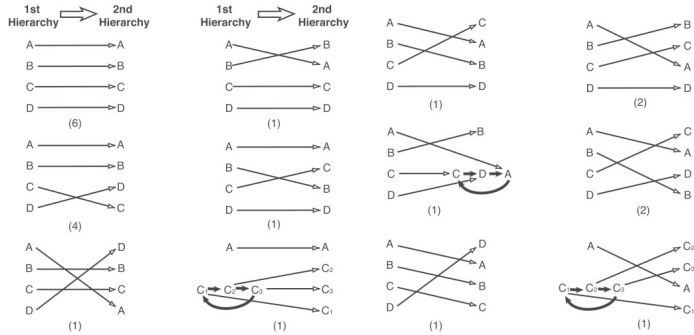 1st 2nd
Hierarchy Hierarchy
A A
B B
C C
D D
(6)
1st 2nd
Hierarchy Hierarchy
A B
B A
C C
D D
(1)
A C
B A
C B
D D
(1)
A B
B C
C A
D D
(2)
A A
B B
C D
D C
(4)
A A
B C
C B
D D
(1)
A B
B
C C D A
D
(1)
A C
B A
C D
D B
(2)
A D
B B
C C
D A
(1)
A A
C2
C1 C2 C3 C3
C1
(1)
A D
B A
C B
D C
(1)
A C2
C3
C1 C2 C3 A
C1
(1)